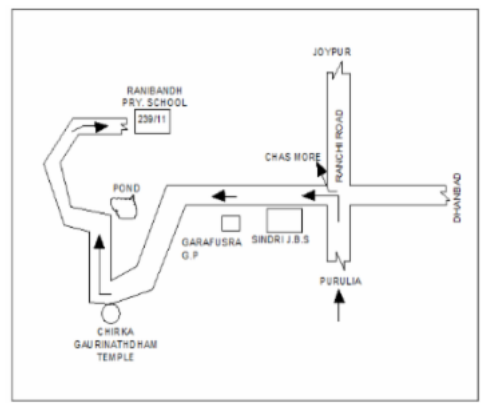 JOYPUR
RANIBANDH
PRY. SCHOOL
239/11
RANCHI ROAD
CHAS MORE
DHANBAD
POND
GARAFUSRA
G.P
SINDRI J.B.S
PURULIA
CHIRKA
GAURINATHDHAM
TEMPLE